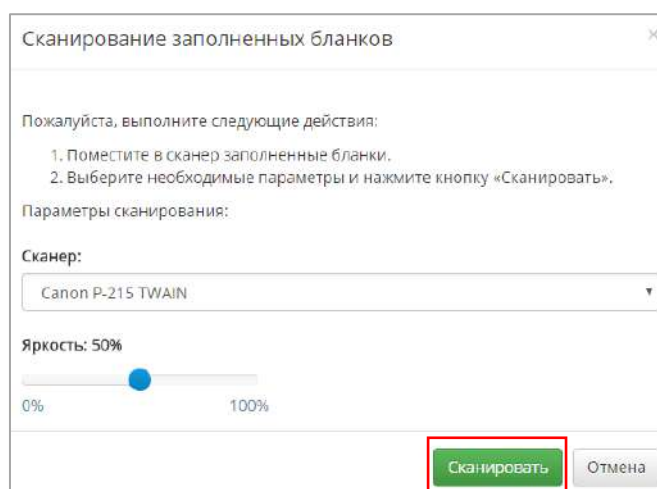 Сканирование заполненных бланков
×
Пожалуйста, выполните следующие действия:
1. Поместите в сканер заполненные бланки.
2. Выберите необходимые параметры и нажмите кнопку «Сканировать».
Параметры сканирования:
Сканер:
Canon P-215 TWAIN
Яркость: 50%
0% 100%
Сканировать Отмена